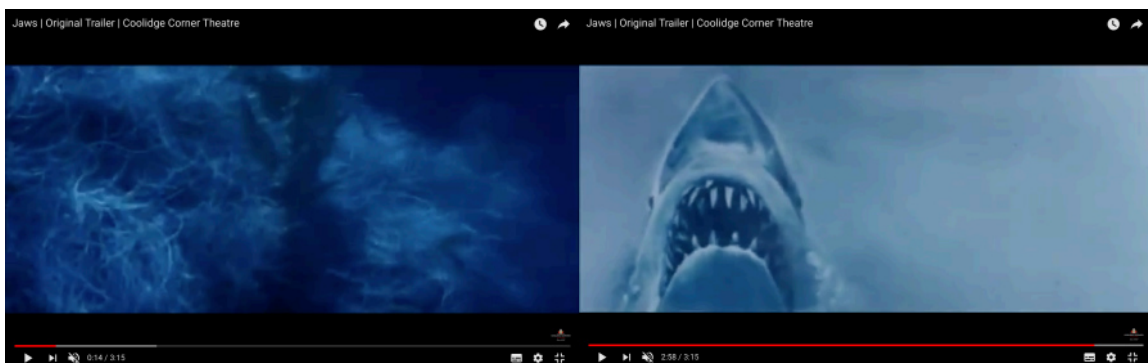 Jaws | Original Trailer | Coolidge Corner Theatre
Jaws | Original Trailer | Coolidge Corner Theatre
0:14 / 3:15
2:58 / 3:15